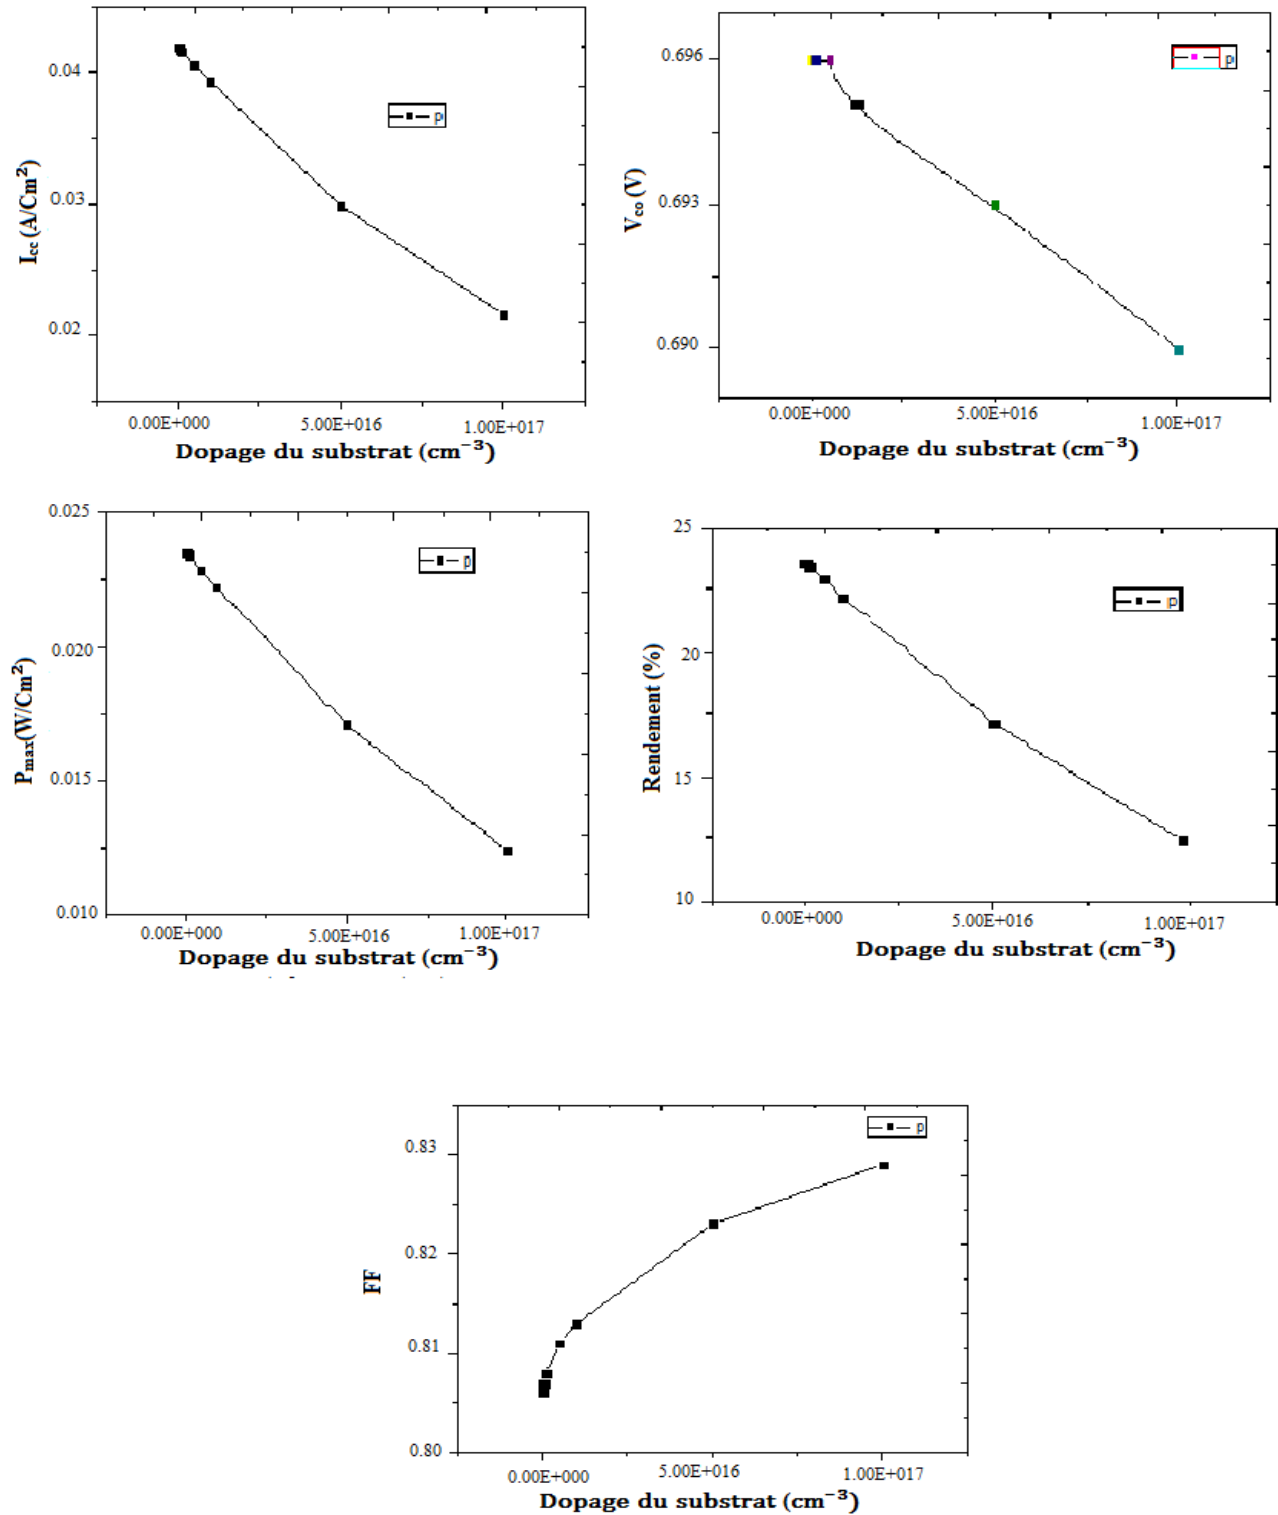 0.04
0.03
0.02
I_cc (A/Cm²)
p
0.00E+000
5.00E+016
1.00E+017
Dopage du substrat (cm⁻³)
0.696
0.693
0.690
V_co (V)
p
0.00E+000
5.00E+016
1.00E+017
Dopage du substrat (cm⁻³)
0.025
0.020
0.015
0.010
P_max(W/Cm²)
p
0.00E+000
5.00E+016
1.00E+017
Dopage du substrat (cm⁻³)
25
20
15
10
Rendement (%)
p
0.00E+000
5.00E+016
1.00E+017
Dopage du substrat (cm⁻³)
0.83
0.82
0.81
0.80
FF
p
0.00E+000
5.00E+016
1.00E+017
Dopage du substrat (cm⁻³)